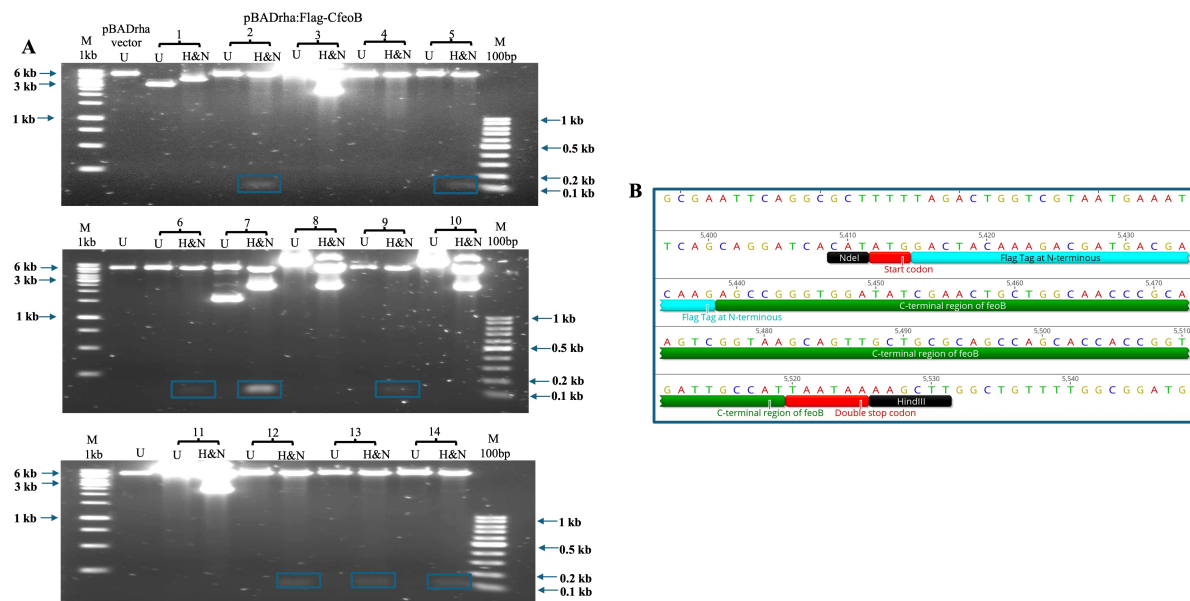 A
pBADrha:Flag-CfeoB
M
1kb
pBADrha
vector
U
1
U H&N
2
U H&N
3
U H&N
4
U H&N
5
U H&N
M
100bp
6 kb
3 kb
1 kb
1 kb
0.5 kb
0.2 kb
0.1 kb
M
1kb
U
6
U H&N
7
U H&N
8
U H&N
9
U H&N
10
U H&N
M
100bp
6 kb
3 kb
1 kb
1 kb
0.5 kb
0.2 kb
0.1 kb
M
1kb
U
11
U H&N
12
U H&N
13
U H&N
14
U H&N
M
100bp
6 kb
3 kb
1 kb
1 kb
0.5 kb
0.2 kb
0.1 kb
B
GCGAATTCAGGCGCTTTTTAGACTGGTCGTAATGAAAT
5,400 5,410 5,420 5,430
TCAGCAGGATCACATATGGACTACAAAGACGATGACGA
NdeI Flag Tag at N-terminous
Start codon
5,440 5,450 5,460 5,470
CAAGAGCCGGGTGGATATCGAACTGCTGGCAACCCGCA
C-terminal region of feoB
Flag Tag at N-terminous
5,480 5,490 5,500 5,510
AGTCGGTAAGCAGTTGCTGCGCAGCCAGCACCACCGGT
C-terminal region of feoB
5,520 5,530 5,540
GATTGCCATTAATAAAAGCTTGGCTGTTTTGGCGGATG
HindIII
C-terminal region of feoB Double stop codon